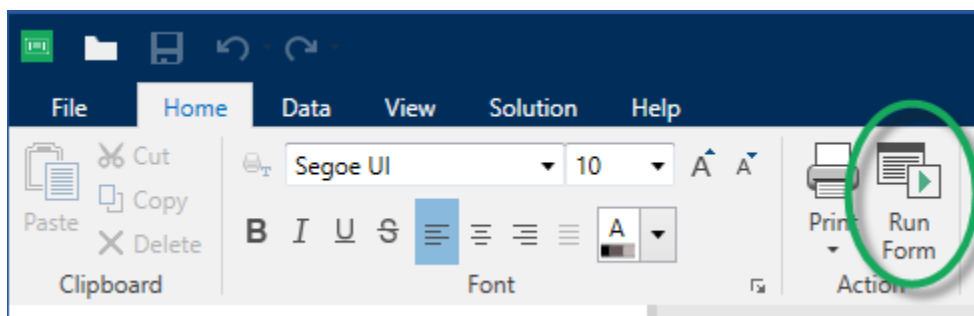 File Home Data View Solution Help
Cut
Segoe UI 10 A A
Copy
Paste
Delete
B I U S A
Print
Run
Form
Clipboard Font Action